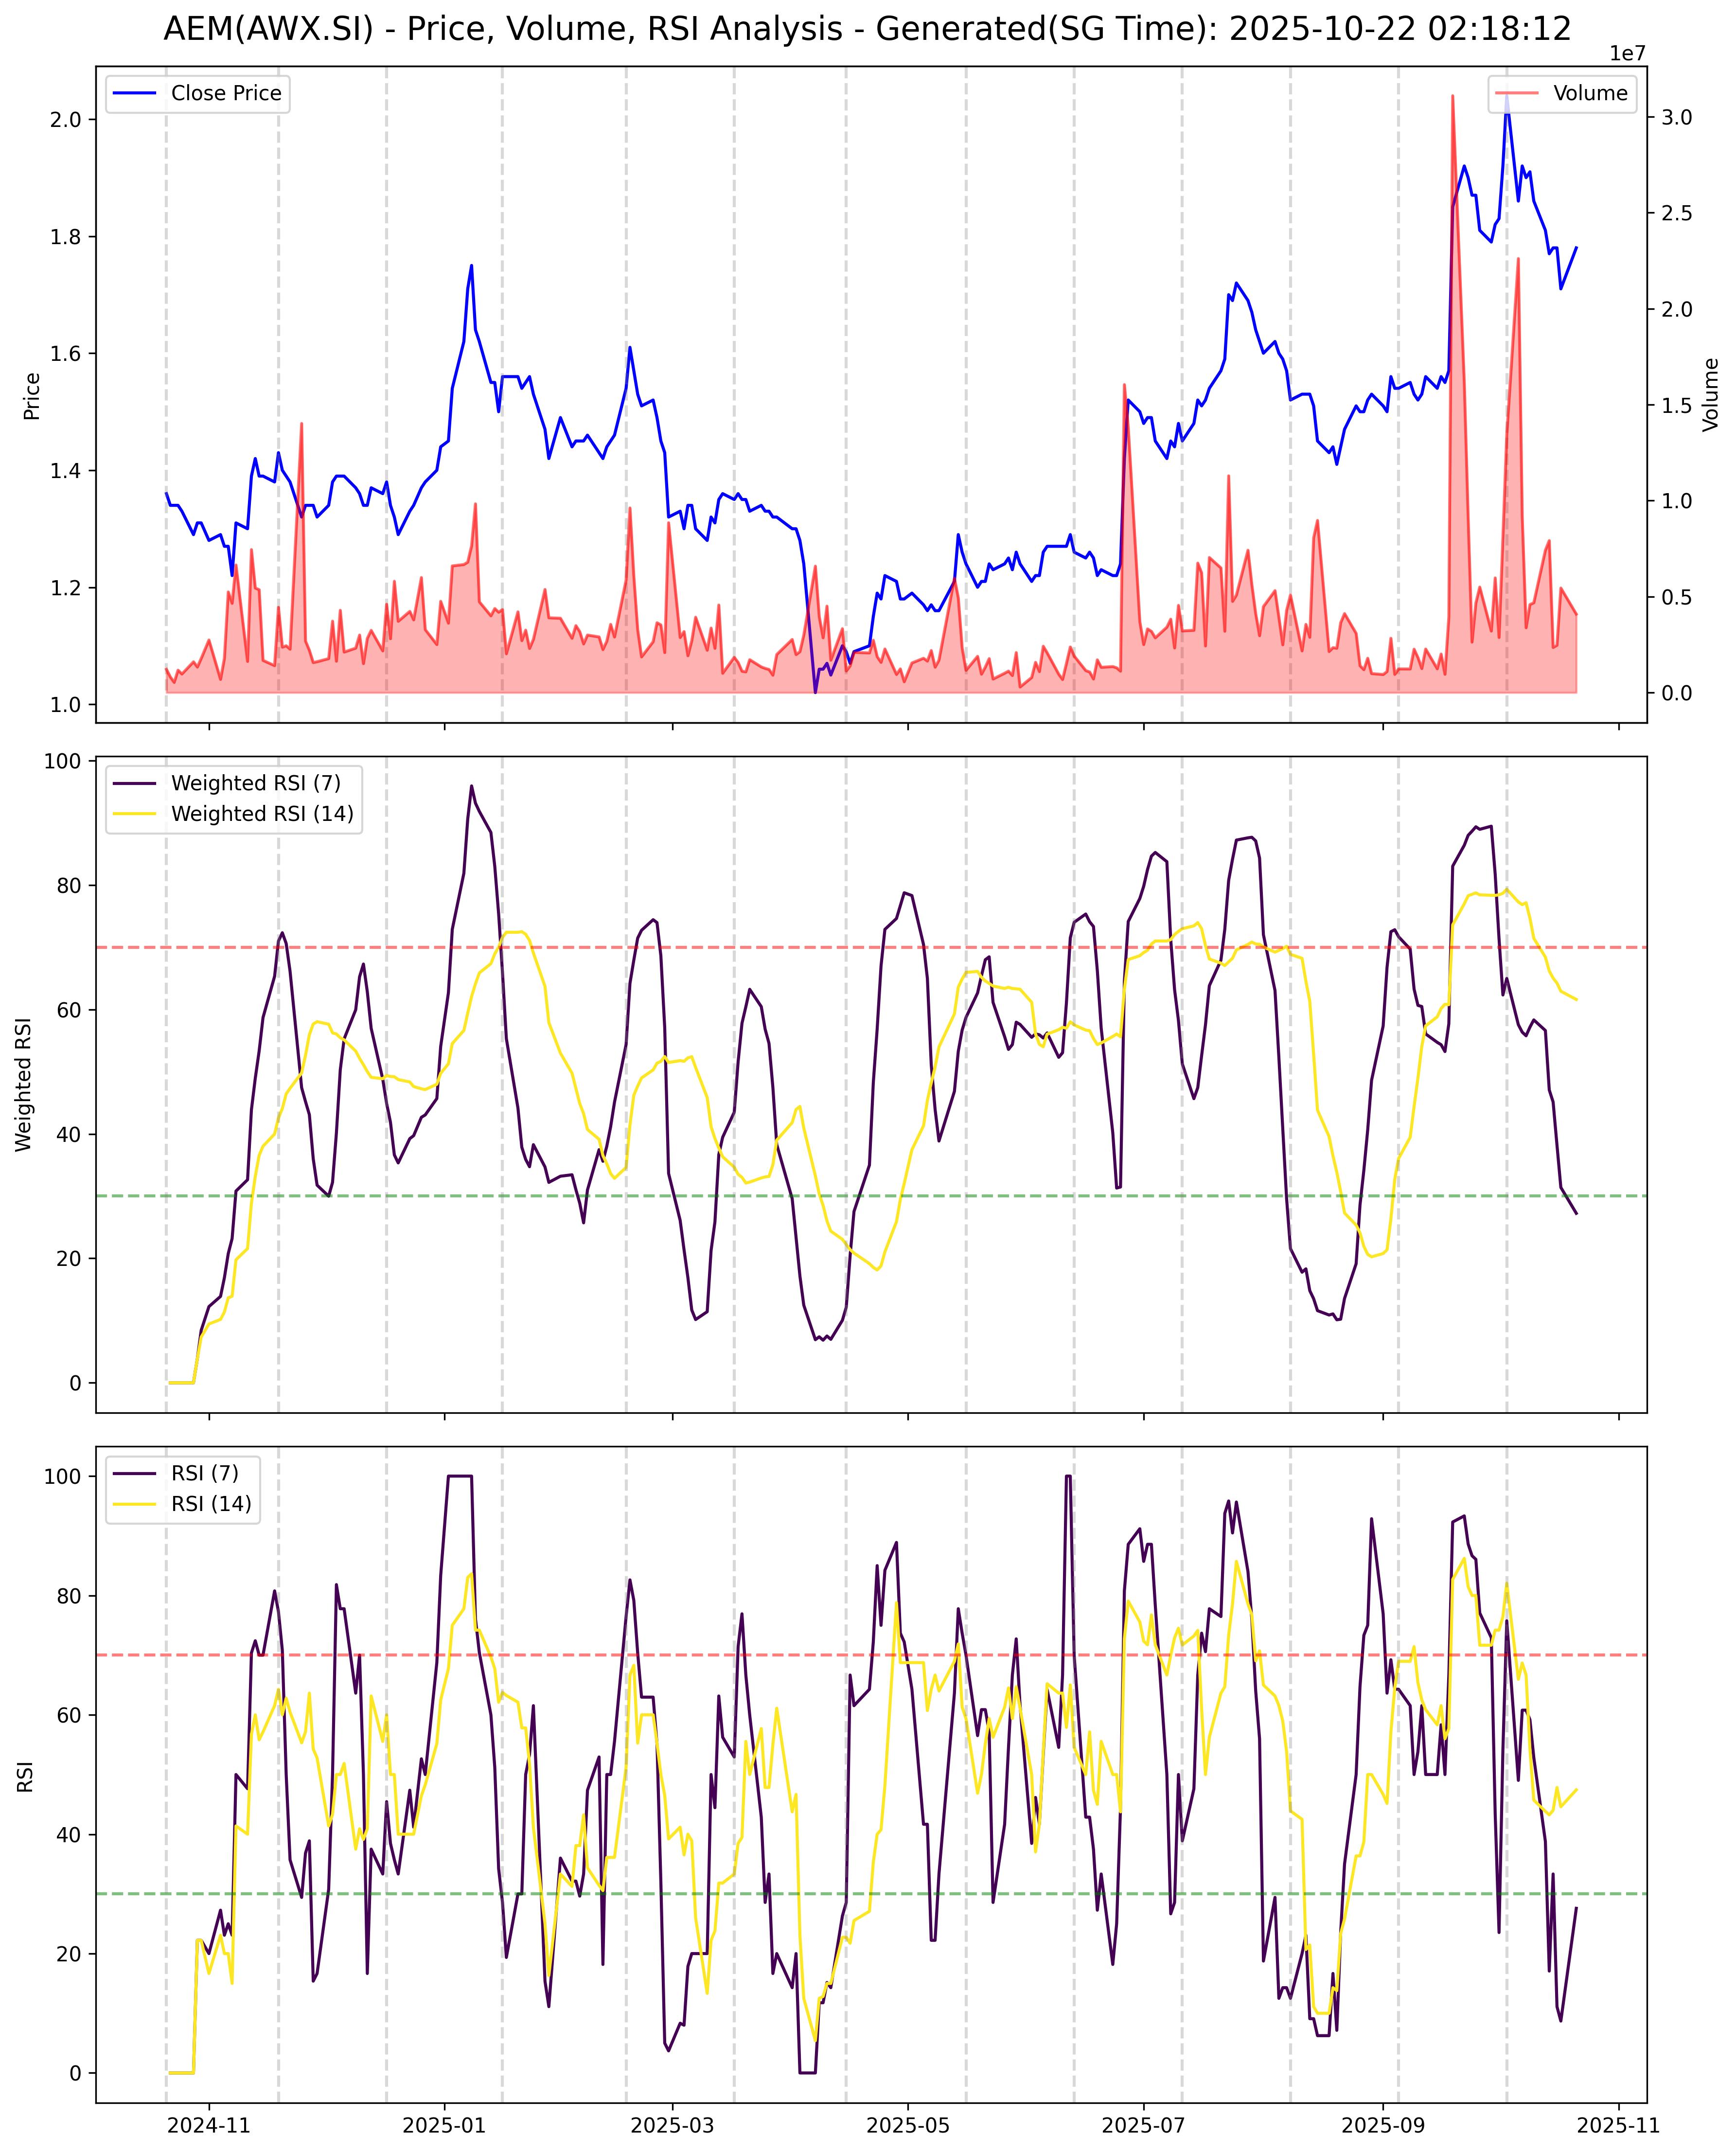 AEM(AWX.SI) - Price, Volume, RSI Analysis - Generated(SG Time): 2025-10-22 02:18:12
1e7
Close Price
Volume
2.0
1.8
1.6
1.4
1.2
1.0
Price
3.0
2.5
2.0
1.5
1.0
0.5
0.0
Volume
Weighted RSI (7)
Weighted RSI (14)
100
80
60
40
20
0
Weighted RSI
RSI (7)
RSI (14)
100
80
60
40
20
0
RSI
2024-11
2025-01
2025-03
2025-05
2025-07
2025-09
2025-11